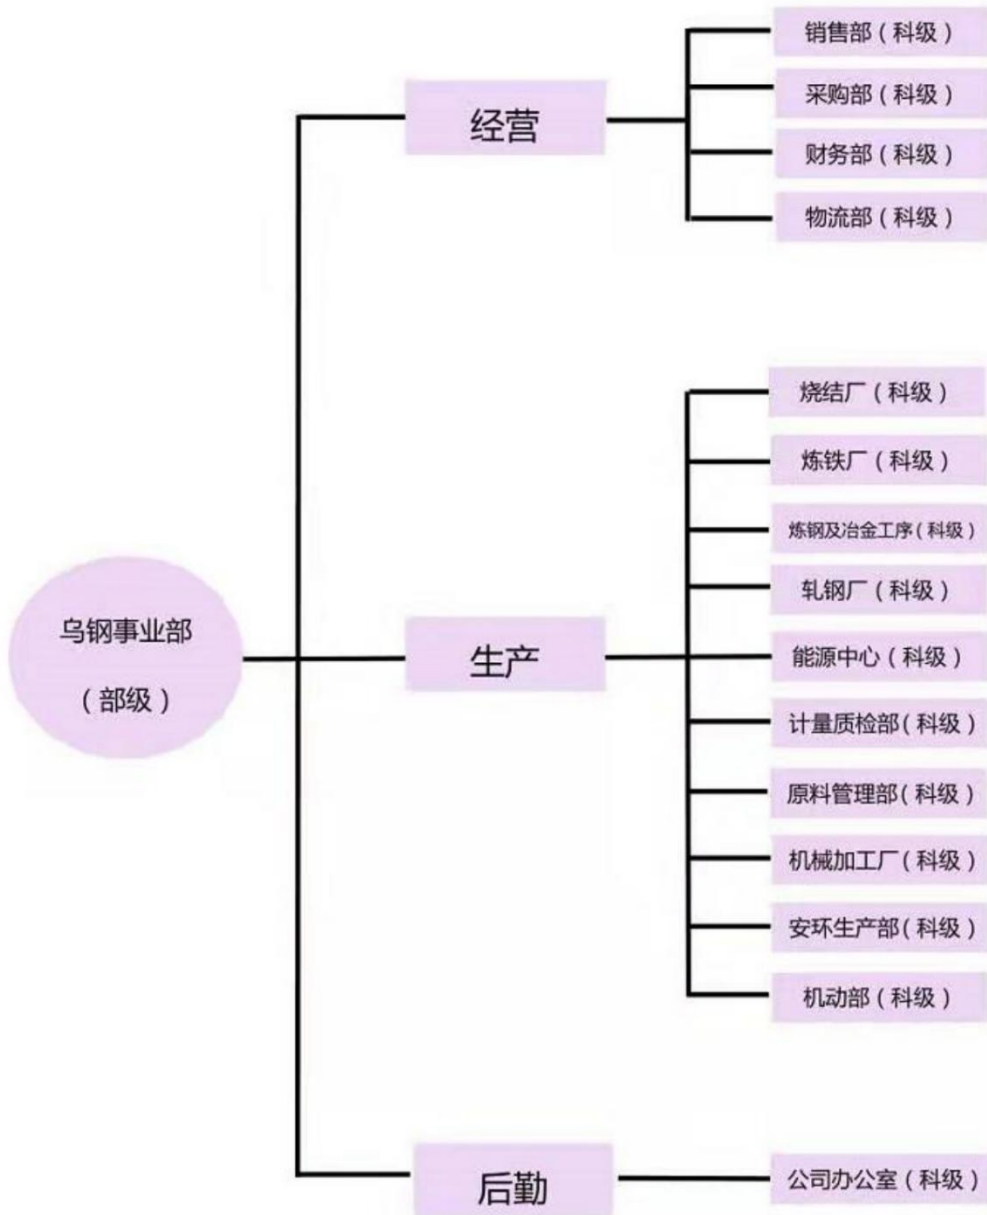 销售部（科级）
采购部（科级）
经营
财务部（科级）
物流部（科级）
烧结厂（科级）
炼铁厂（科级）
炼钢及冶金工序（科级）
轧钢厂（科级）
乌钢事业部
（部级）
生产
能源中心（科级）
计量质检部（科级）
原料管理部（科级）
机械加工厂（科级）
安环生产部（科级）
机动部（科级）
后勤
公司办公室（科级）